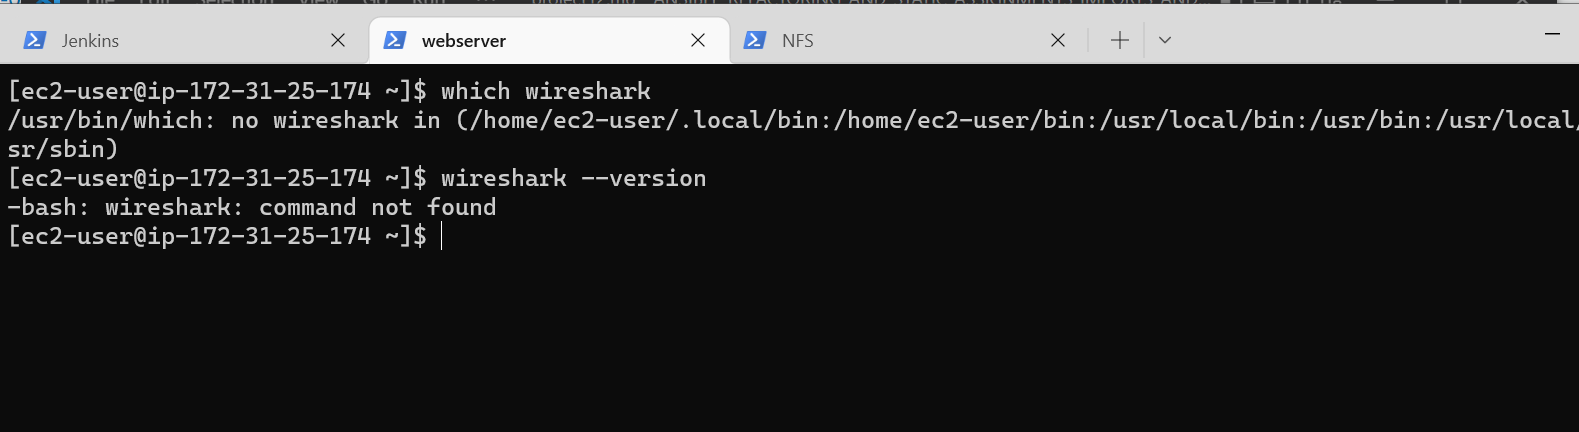 Jenkins
webserver
NFS
[ec2-user@ip-172-31-25-174 ~]$ which wireshark
/usr/bin/which: no wireshark in (/home/ec2-user/.local/bin:/home/ec2-user/bin:/usr/local/bin:/usr/bin:/usr/local/
sr/sbin)
[ec2-user@ip-172-31-25-174 ~]$ wireshark --version
-bash: wireshark: command not found
[ec2-user@ip-172-31-25-174 ~]$